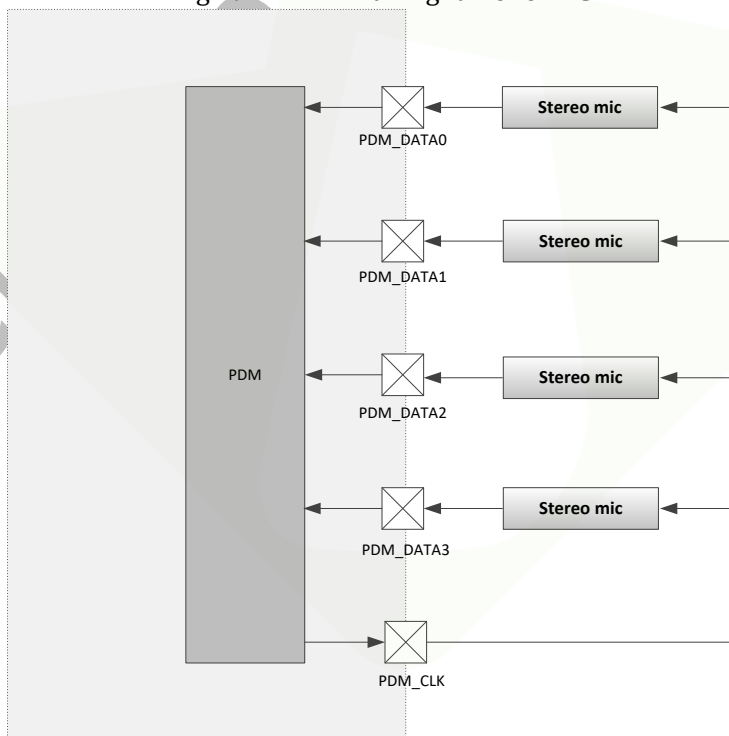 Stereo mic
PDM_DATA0
Stereo mic
PDM_DATA1
Stereo mic
PDM
PDM_DATA2
Stereo mic
PDM_DATA3
PDM_CLK